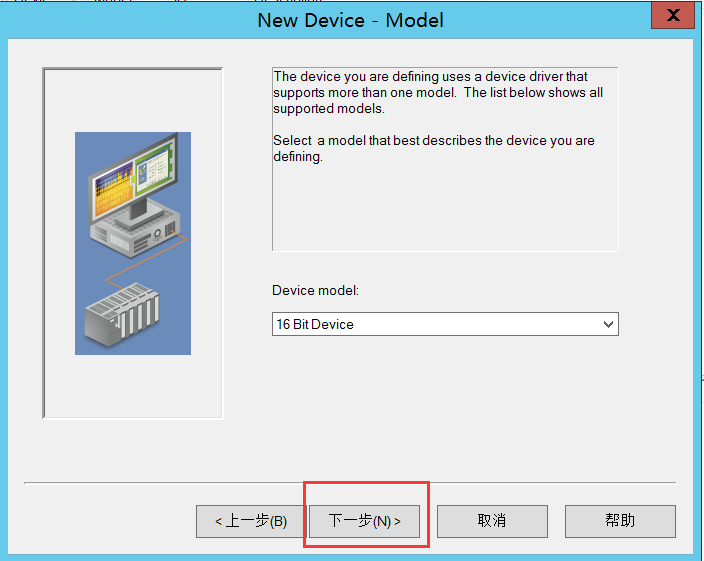 New Device - Model
X
The device you are defining uses a device driver that
supports more than one model. The list below shows all
supported models.
Select a model that best describes the device you are
defining.
Device model:
16 Bit Device
< 上一步(B)
下一步(N) >
取消
帮助